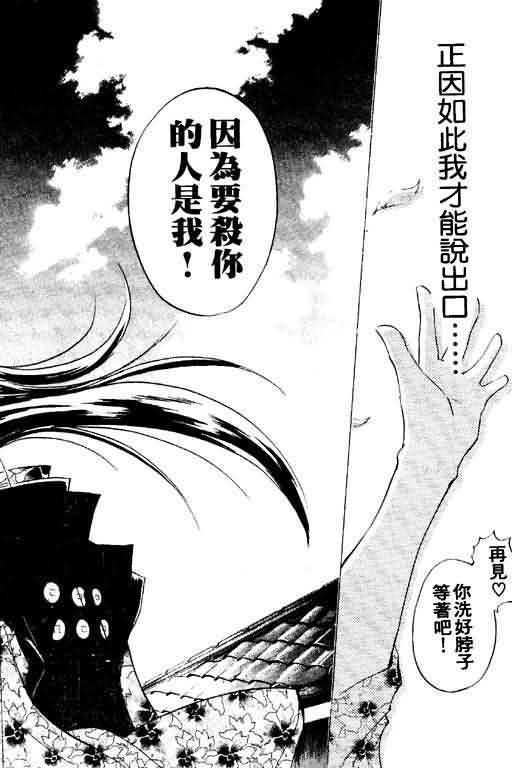 正因如此我才能說出口……
因為要殺你
的人是我！
再見♡
你洗好脖子
等著吧！